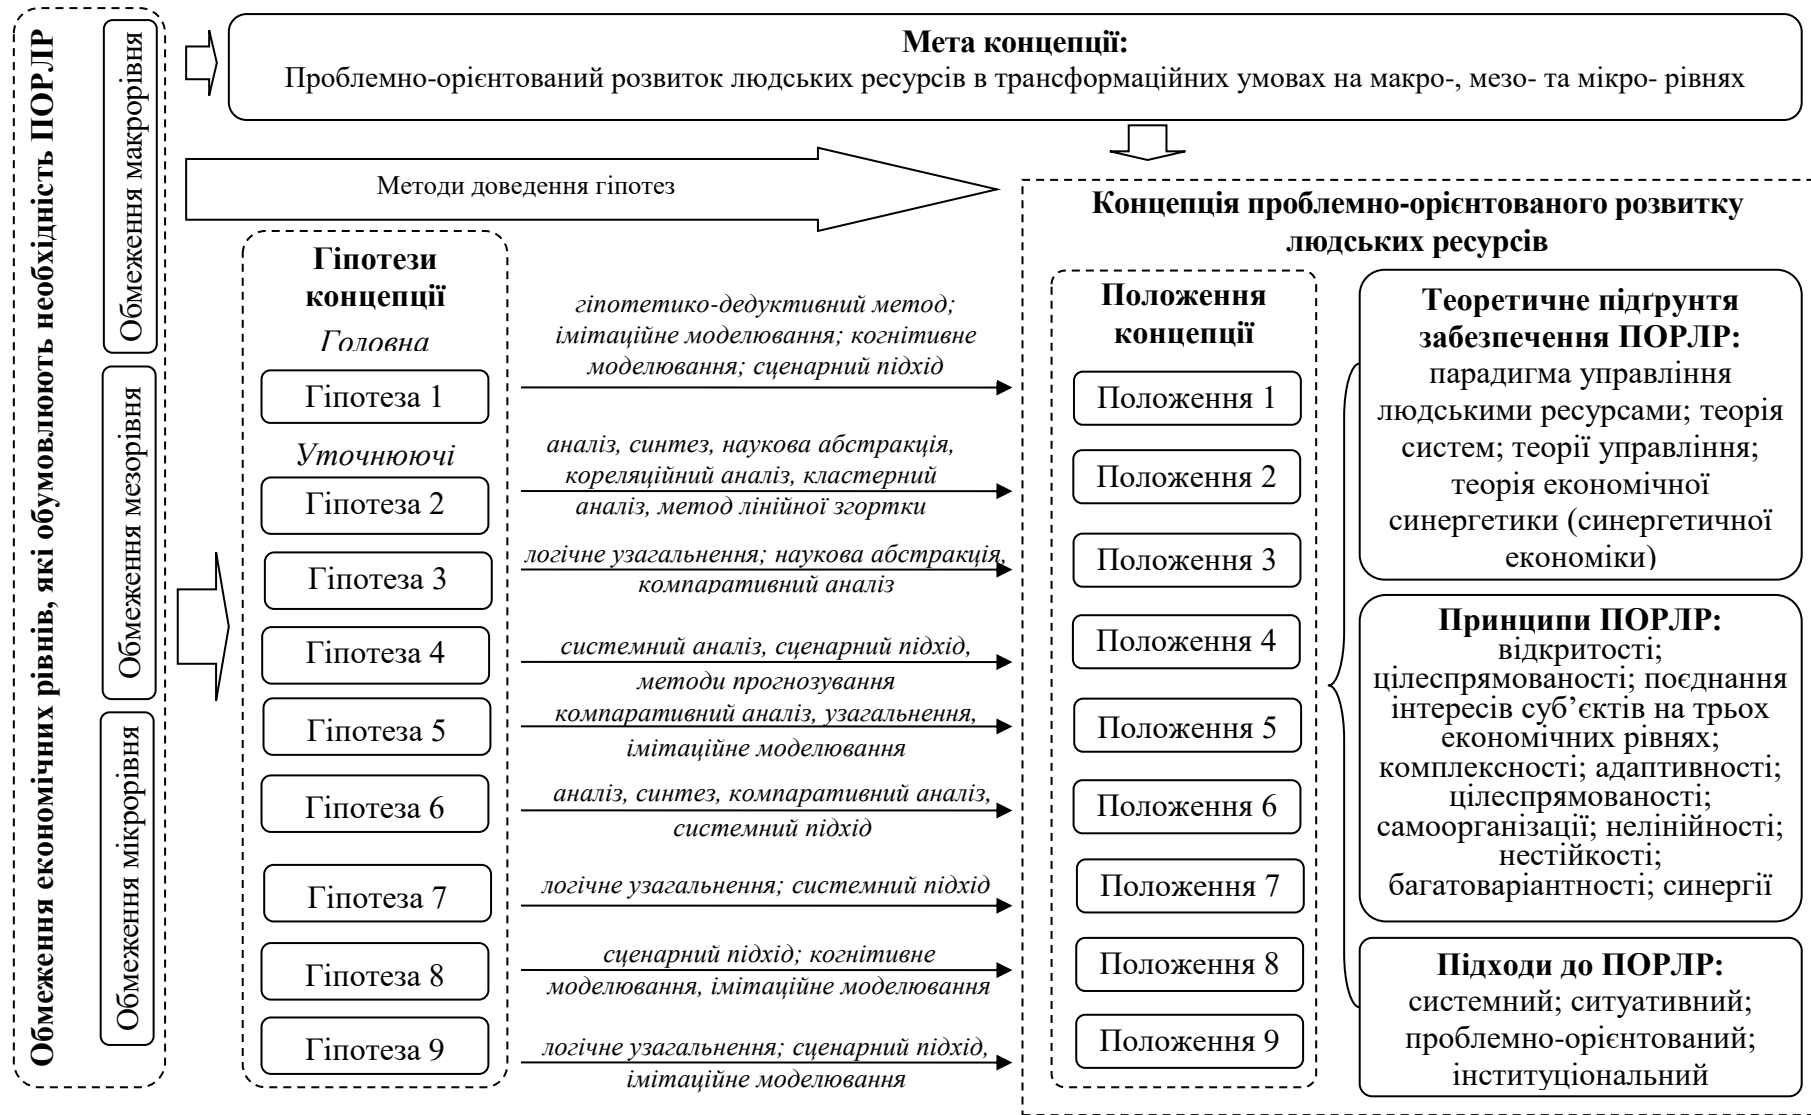 Обмеження економічних рівнів, які обумовлюють необхідність ПОРЛР
Обмеження макрорівня
Обмеження мезорівня
Обмеження мікрорівня
Мета концепції:
Проблемно-орієнтований розвиток людських ресурсів в трансформаційних умовах на макро-, мезо- та мікро- рівнях
Методи доведення гіпотез
Гіпотези
концепції
Головна
Гіпотеза 1
Уточнюючі
Гіпотеза 2
Гіпотеза 3
Гіпотеза 4
Гіпотеза 5
Гіпотеза 6
Гіпотеза 7
Гіпотеза 8
Гіпотеза 9
гіпотетико-дедуктивний метод;
імітаційне моделювання; когнітивне
моделювання; сценарний підхід
аналіз, синтез, наукова абстракція,
кореляційний аналіз, кластерний
аналіз, метод лінійної згортки
логічне узагальнення; наукова абстракція,
компаративний аналіз
системний аналіз, сценарний підхід,
методи прогнозування
компаративний аналіз, узагальнення,
імітаційне моделювання
аналіз, синтез, компаративний аналіз,
системний підхід
логічне узагальнення; системний підхід
сценарний підхід; когнітивне
моделювання, імітаційне моделювання
логічне узагальнення; сценарний підхід,
імітаційне моделювання
Концепція проблемно-орієнтованого розвитку
людських ресурсів
Положення
концепції
Положення 1
Положення 2
Положення 3
Положення 4
Положення 5
Положення 6
Положення 7
Положення 8
Положення 9
Теоретичне підґрунтя
забезпечення ПОРЛР:
парадигма управління
людськими ресурсами; теорія
систем; теорії управління;
теорія економічної
синергетики (синергетичної
економіки)
Принципи ПОРЛР:
відкритості;
цілеспрямованості; поєднання
інтересів суб’єктів на трьох
економічних рівнях;
комплексності; адаптивності;
цілеспрямованості;
самоорганізації; нелінійності;
нестійкості;
багатоваріантності; синергії
Підходи до ПОРЛР:
системний; ситуативний;
проблемно-орієнтований;
інституціональний